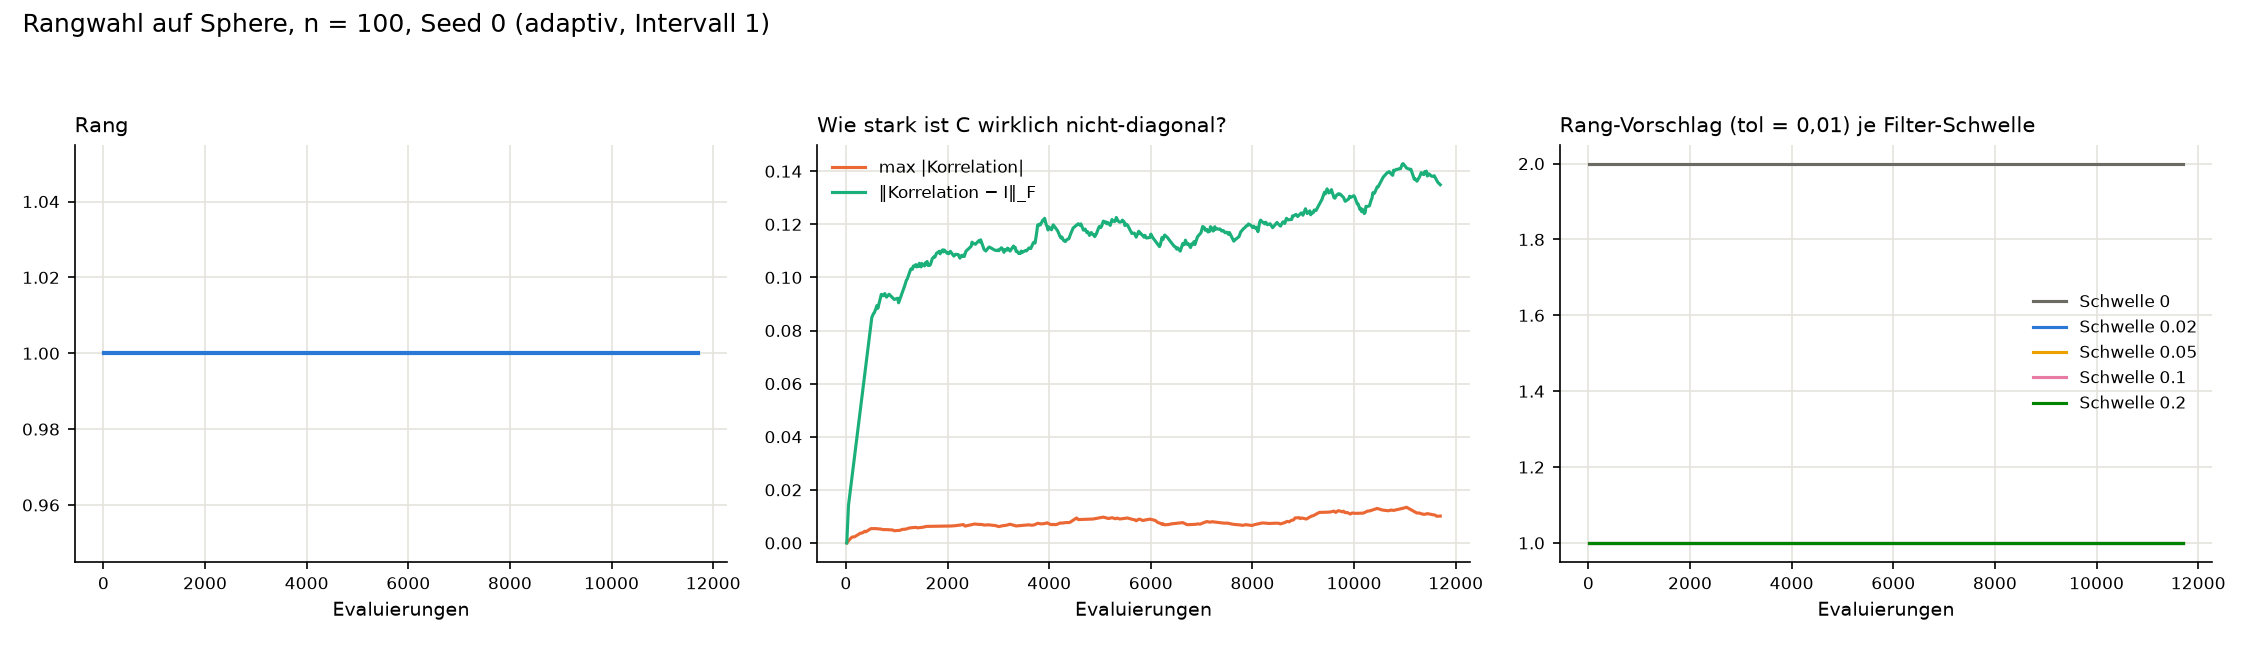 Rangwahl auf Sphere, n = 100, Seed 0 (adaptiv, Intervall 1)
Rang
1.04
1.02
1.00
0.98
0.96
0
2000
4000
6000
8000
10000
12000
Evaluierungen
Wie stark ist C wirklich nicht-diagonal?
max |Korrelation|
‖Korrelation − I‖_F
0.14
0.12
0.10
0.08
0.06
0.04
0.02
0.00
0
2000
4000
6000
8000
10000
12000
Evaluierungen
Rang-Vorschlag (tol = 0,01) je Filter-Schwelle
2.0
1.8
1.6
1.4
1.2
1.0
Schwelle 0
Schwelle 0.02
Schwelle 0.05
Schwelle 0.1
Schwelle 0.2
0
2000
4000
6000
8000
10000
12000
Evaluierungen